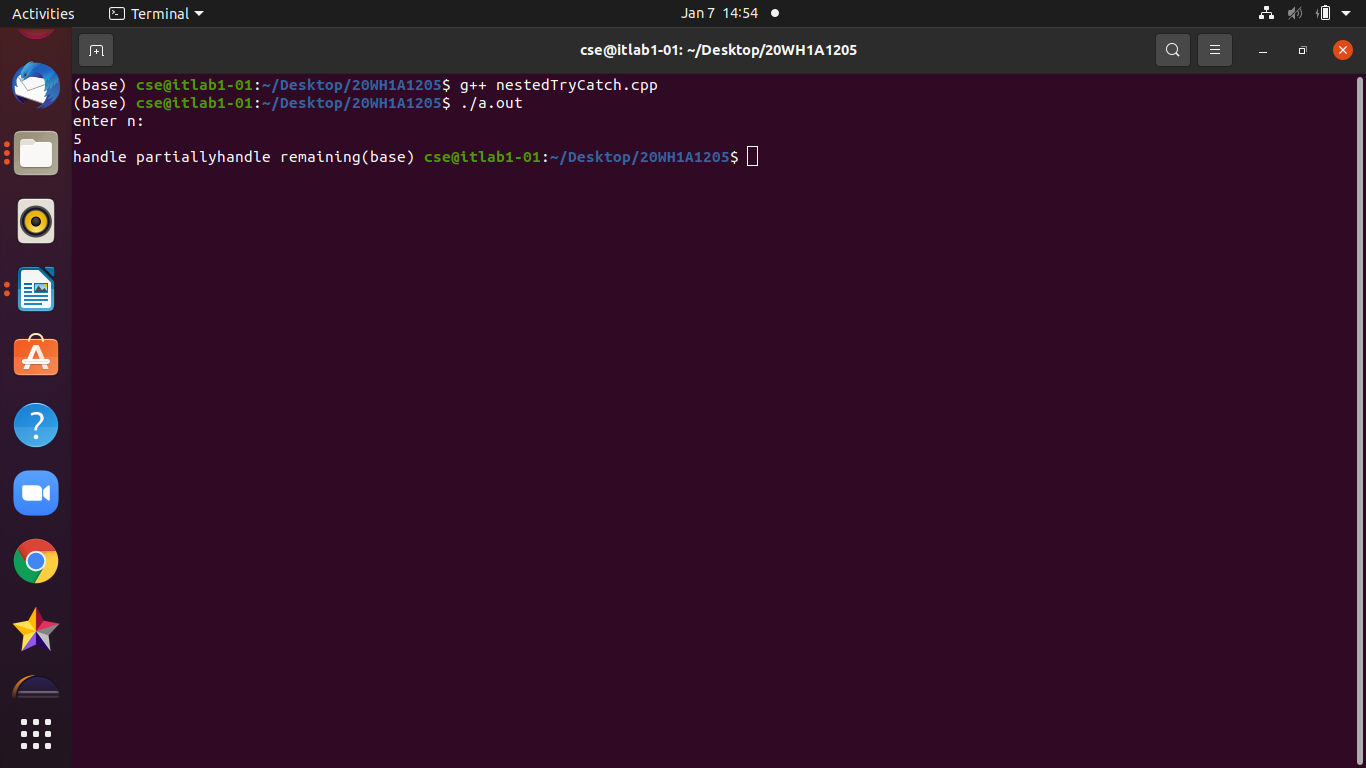 Activities Terminal Jan 7 14:54
cse@itlab1-01: ~/Desktop/20WH1A1205
(base) cse@itlab1-01:~/Desktop/20WH1A1205$ g++ nestedTryCatch.cpp
(base) cse@itlab1-01:~/Desktop/20WH1A1205$ ./a.out
enter n:
5
handle partiallyhandle remaining(base) cse@itlab1-01:~/Desktop/20WH1A1205$